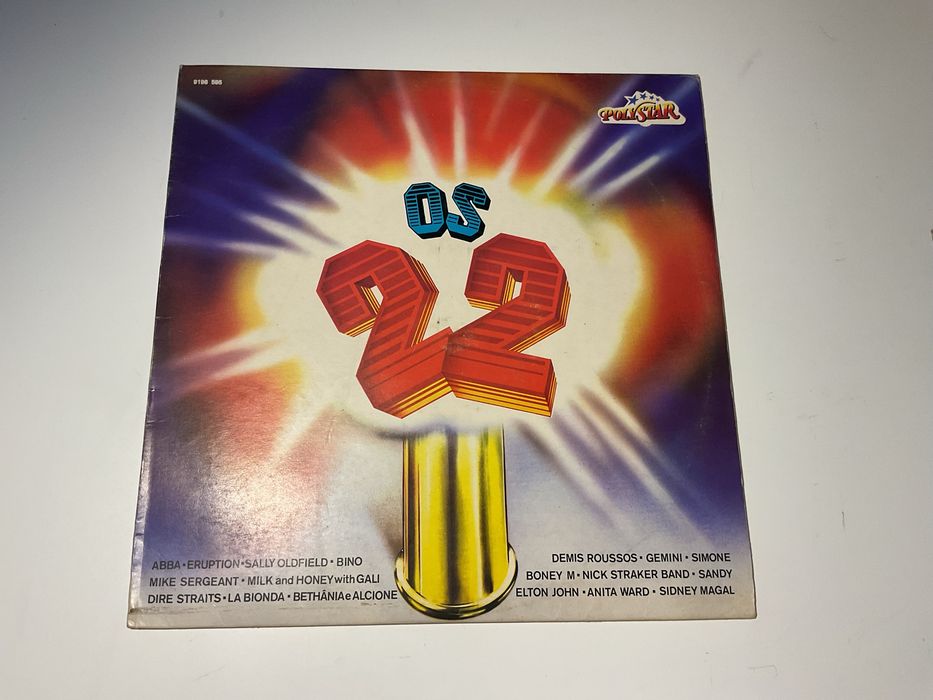 9198 595
POLYSTAR
OS
22
ABBA • ERUPTION • SALLY OLDFIELD • BINO
MIKE SERGEANT • MILK and HONEY with GALI
DIRE STRAITS • LA BIONDA • BETHÂNIA e ALCIONE
DEMIS ROUSSOS • GEMINI • SIMONE
BONEY M • NICK STRAKER BAND • SANDY
ELTON JOHN • ANITA WARD • SIDNEY MAGAL